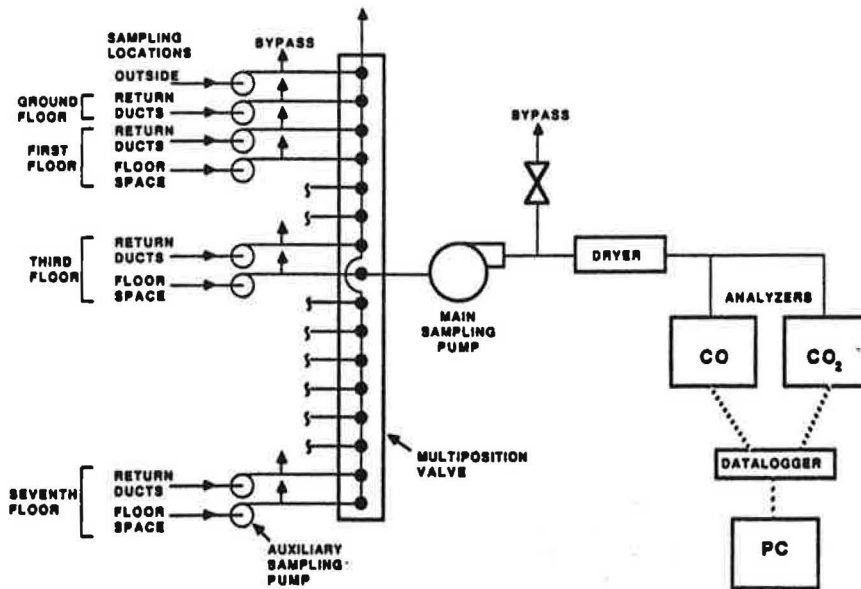 SAMPLING
LOCATIONS
BYPASS
OUTSIDE
GROUND
FLOOR
RETURN
DUCTS
FIRST
FLOOR
RETURN
DUCTS
FLOOR
SPACE
THIRD
FLOOR
RETURN
DUCTS
FLOOR
SPACE
SEVENTH
FLOOR
RETURN
DUCTS
FLOOR
SPACE
AUXILIARY
SAMPLING
PUMP
MULTIPOSITION
VALVE
MAIN
SAMPLING
PUMP
BYPASS
DRYER
ANALYZERS
CO
CO₂
DATALOGGER
PC